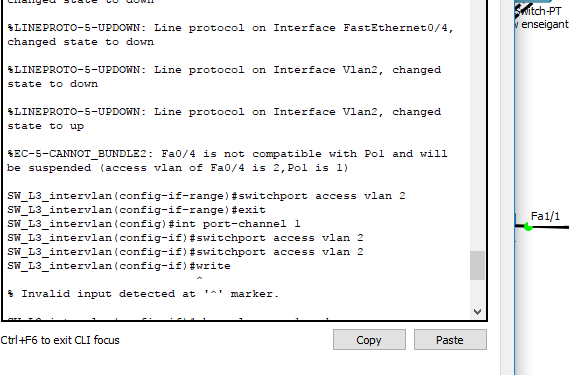 changed state to down
%LINEPROTO-5-UPDOWN: Line protocol on Interface FastEthernet0/4,
changed state to down
%LINEPROTO-5-UPDOWN: Line protocol on Interface Vlan2, changed
state to down
%LINEPROTO-5-UPDOWN: Line protocol on Interface Vlan2, changed
state to up
%EC-5-CANNOT_BUNDLE2: Fa0/4 is not compatible with Po1 and will
be suspended (access vlan of Fa0/4 is 2,Po1 is 1)
SW_L3_intervlan(config-if-range)#switchport access vlan 2
SW_L3_intervlan(config-if-range)#exit
SW_L3_intervlan(config)#int port-channel 1
SW_L3_intervlan(config-if)#switchport access vlan 2
SW_L3_intervlan(config-if)#switchport access vlan 2
SW_L3_intervlan(config-if)#write
^
% Invalid input detected at '^' marker.
Ctrl+F6 to exit CLI focus
Copy
Paste
witch-PT
enseigant
Fa1/1